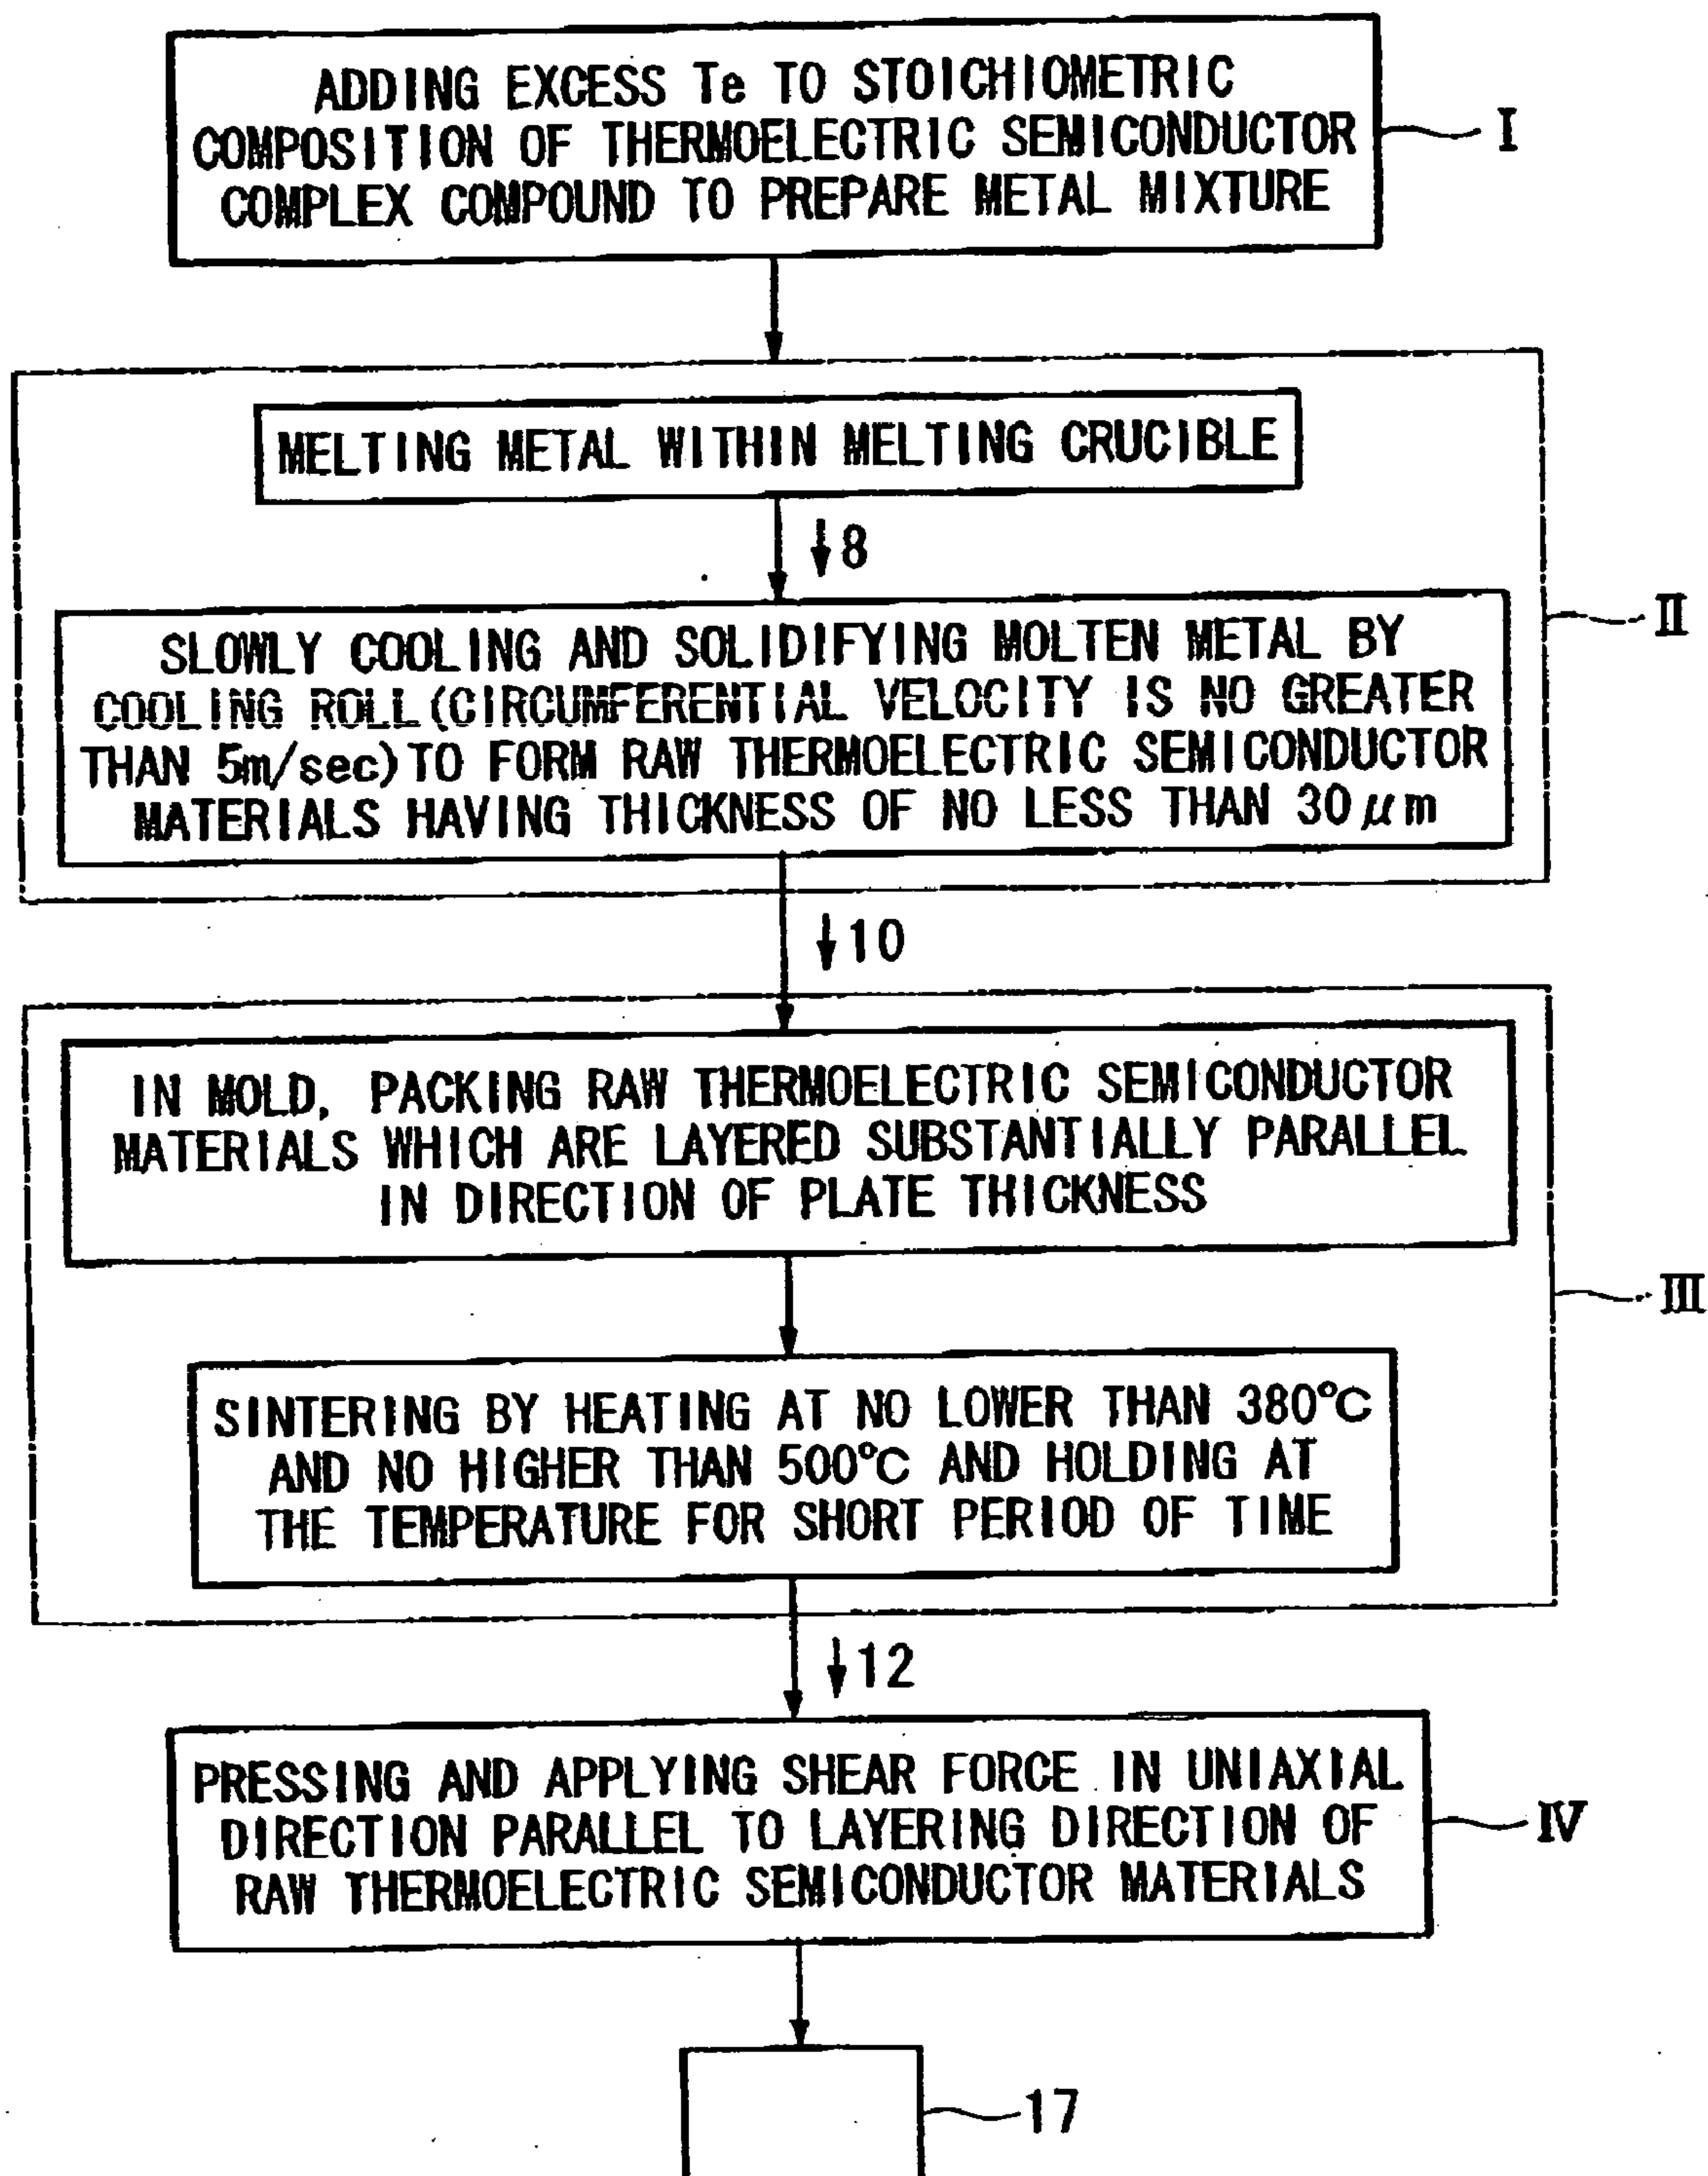 ADDING EXCESS Te TO STOICHIOMETRIC
COMPOSITION OF THERMOELECTRIC SEMICONDUCTOR
COMPLEX COMPOUND TO PREPARE METAL MIXTURE
I
MELTING METAL WITHIN MELTING CRUCIBLE
8
SLOWLY COOLING AND SOLIDIFYING MOLTEN METAL BY
COOLING ROLL (CIRCUMFERENTIAL VELOCITY IS NO GREATER
THAN 5m/sec) TO FORM RAW THERMOELECTRIC SEMICONDUCTOR
MATERIALS HAVING THICKNESS OF NO LESS THAN 30μm
II
10
IN MOLD, PACKING RAW THERMOELECTRIC SEMICONDUCTOR
MATERIALS WHICH ARE LAYERED SUBSTANTIALLY PARALLEL
IN DIRECTION OF PLATE THICKNESS
III
SINTERING BY HEATING AT NO LOWER THAN 380°C
AND NO HIGHER THAN 500°C AND HOLDING AT
THE TEMPERATURE FOR SHORT PERIOD OF TIME
12
PRESSING AND APPLYING SHEAR FORCE IN UNIAXIAL
DIRECTION PARALLEL TO LAYERING DIRECTION OF
RAW THERMOELECTRIC SEMICONDUCTOR MATERIALS
IV
17